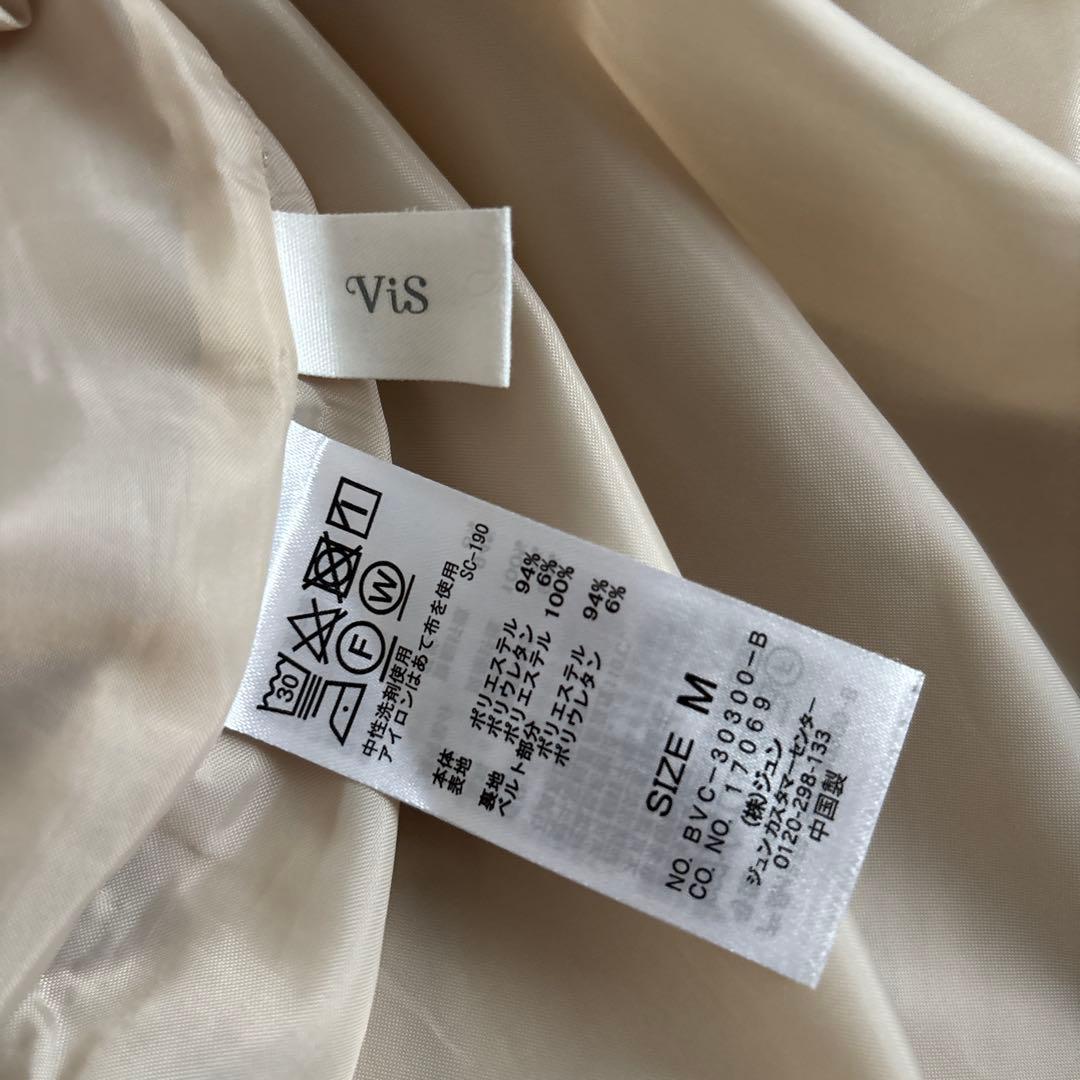 ViS
30
F
W
中性洗剤使用
アイロンはあて布を使用
SC-190
本体
表地 ポリエステル 94%
ポリウレタン 6%
裏地 ポリエステル 100%
ベルト部分
ポリエステル 94%
ポリウレタン 6%
SIZE M
NO. BVC-30300-B
CO. NO. 17069
(株)ジュン
ジュンカスタマーセンター
0120-298-133
中国製